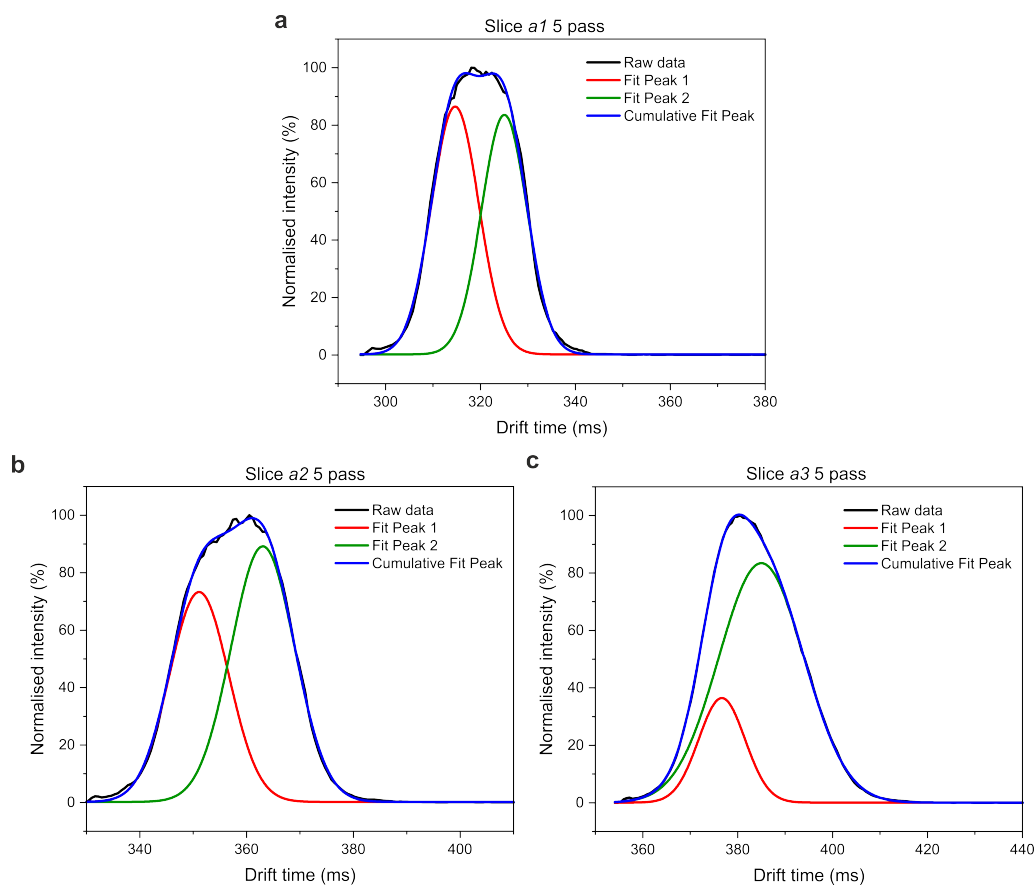 a
Slice a1 5 pass
Raw data
Fit Peak 1
Fit Peak 2
Cumulative Fit Peak
100
80
60
40
20
0
Normalised intensity (%)
300 320 340 360 380
Drift time (ms)
b
Slice a2 5 pass
Raw data
Fit Peak 1
Fit Peak 2
Cumulative Fit Peak
100
80
60
40
20
0
Normalised intensity (%)
340 360 380 400
Drift time (ms)
c
Slice a3 5 pass
Raw data
Fit Peak 1
Fit Peak 2
Cumulative Fit Peak
100
80
60
40
20
0
Normalised intensity (%)
360 380 400 420 440
Drift time (ms)